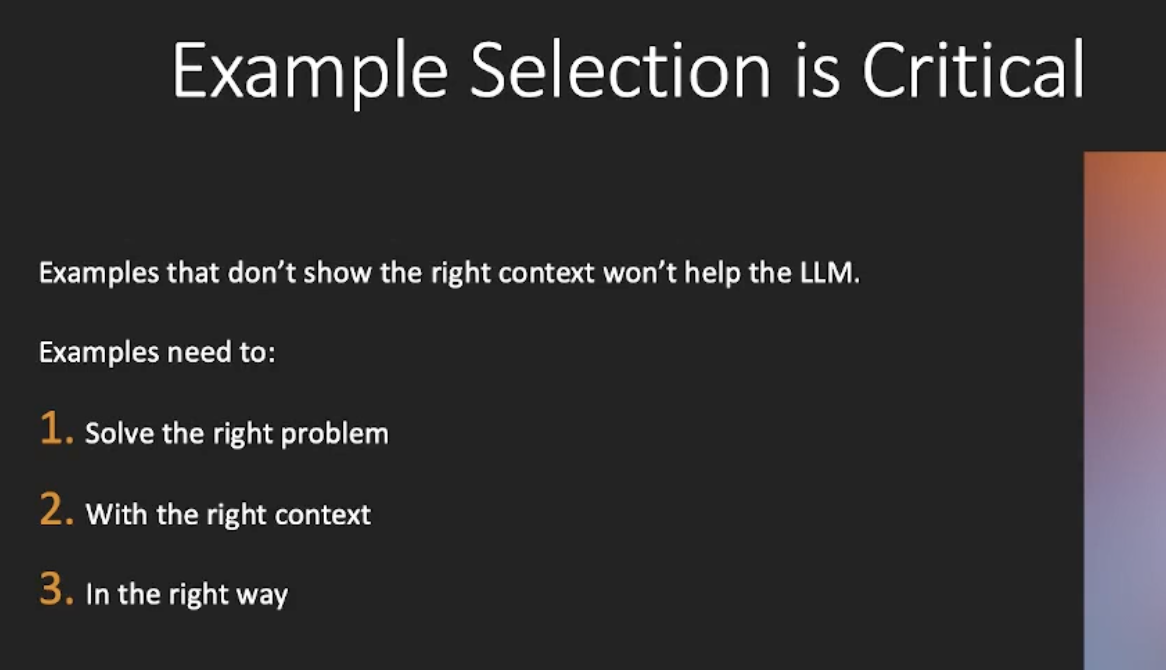 Example Selection is Critical
Examples that don’t show the right context won’t help the LLM.
Examples need to:
1. Solve the right problem
2. With the right context
3. In the right way